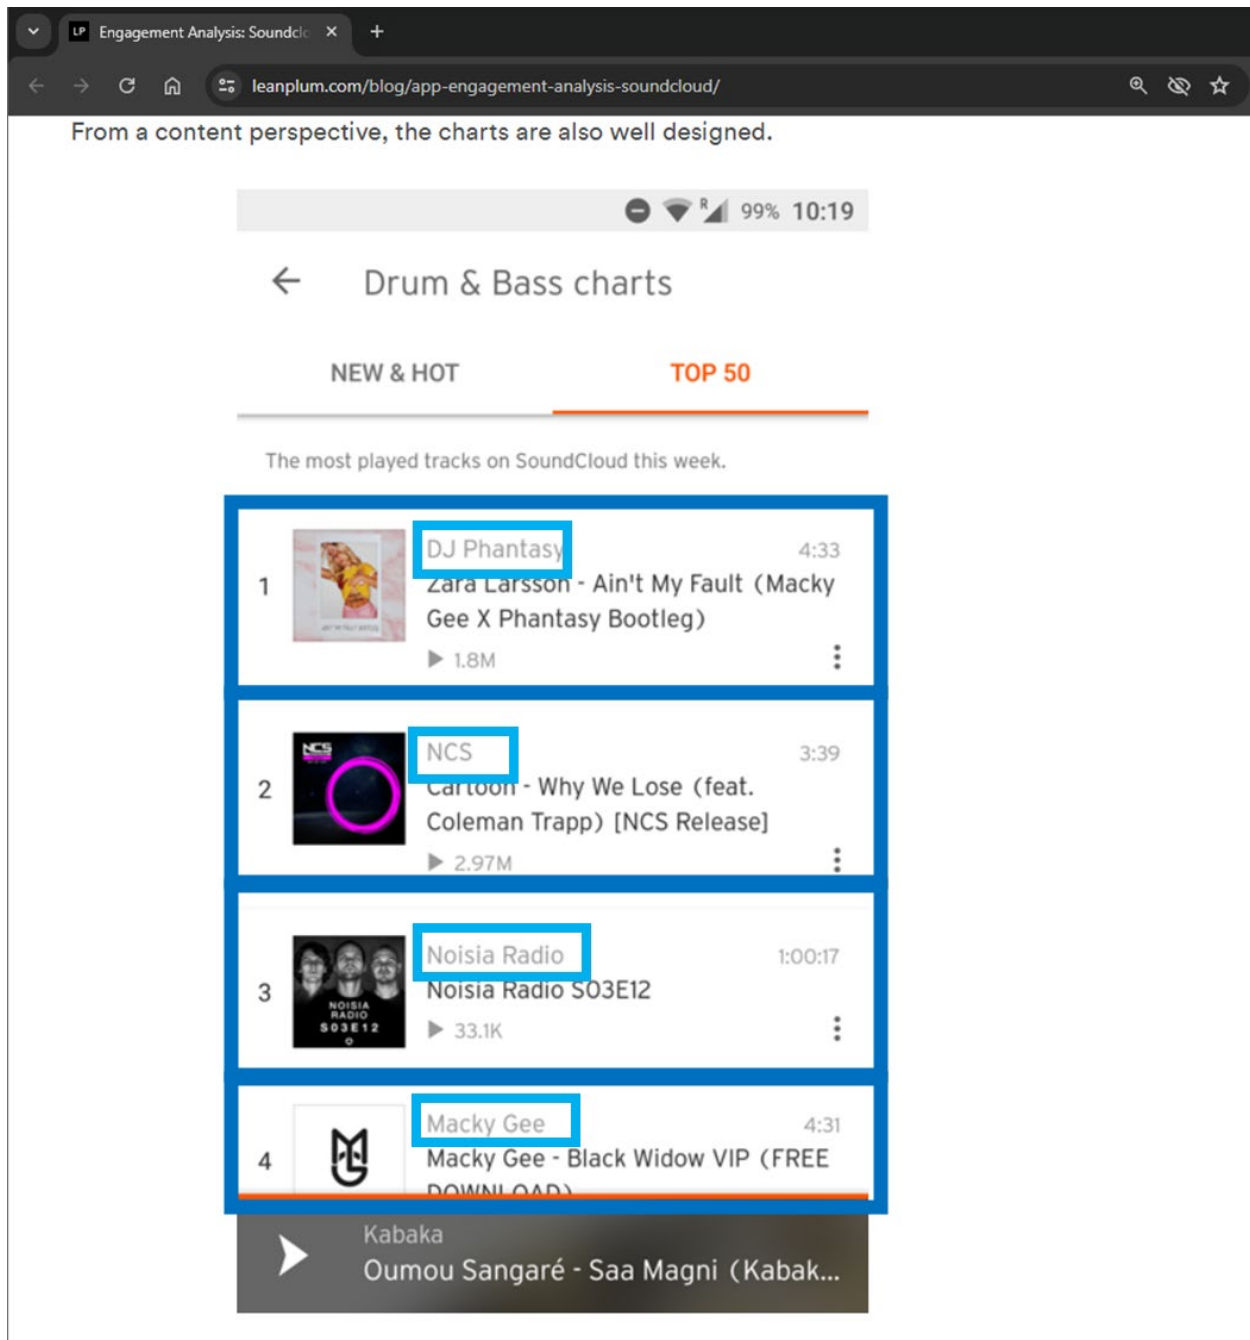 LP Engagement Analysis: Soundclo
leanplum.com/blog/app-engagement-analysis-soundcloud/
From a content perspective, the charts are also well designed.
R 99% 10:19
Drum & Bass charts
NEW & HOT TOP 50
The most played tracks on SoundCloud this week.
DJ Phantasy 4:33
1
Zara Larsson - Ain't My Fault (Macky
Gee X Phantasy Bootleg)
1.8M
NCS
NCS 3:39
2
Cartoon - Why We Lose (feat.
Coleman Trapp) [NCS Release]
2.97M
Noisia Radio 1:00:17
3
Noisia Radio S03E12
NOISIA
RADIO
S03E12
33.1K
Macky Gee 4:31
4
Macky Gee - Black Widow VIP (FREE
DOWNLOAD)
Kabaka
Oumou Sangaré - Saa Magni (Kabak...